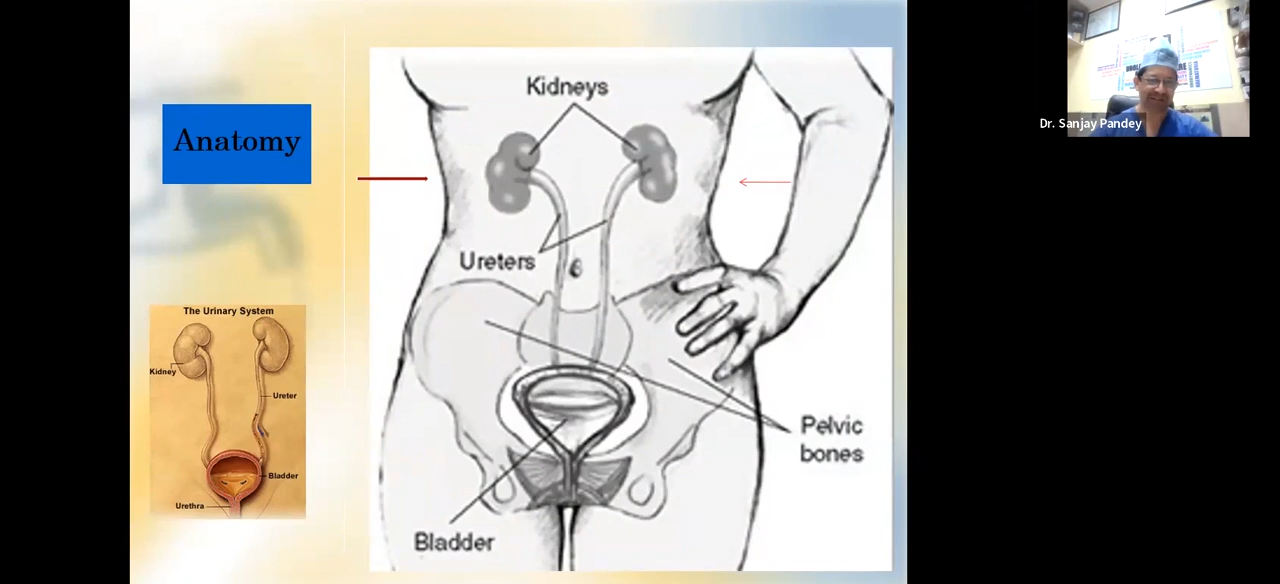 Anatomy
Kidneys
Ureters
Pelvic
bones
Bladder
The Urinary System
Kidney
Ureter
Bladder
Urethra
Dr. Sanjay Pandey